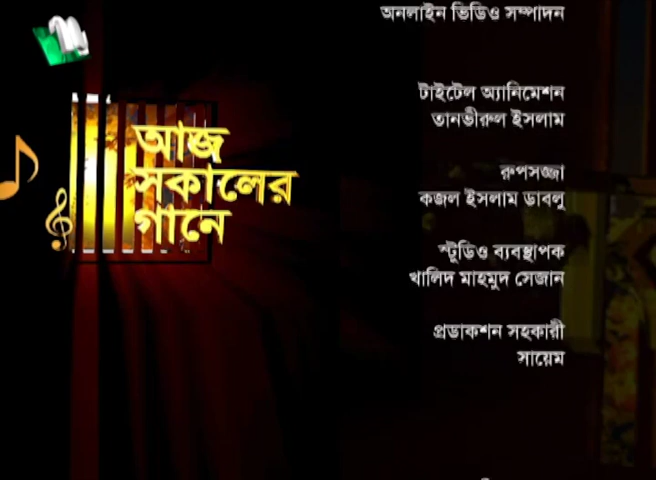 আজ
সকালের
গানে
অনলাইন ভিডিও সম্পাদন
টাইটেল অ্যানিমেশন
তানভীরুল ইসলাম
রুপসজ্জা
কজল ইসলাম ডাবলু
স্টুডিও ব্যবস্থাপক
খালিদ মাহমুদ সেজান
প্রডাকশন সহকারী
সায়েম